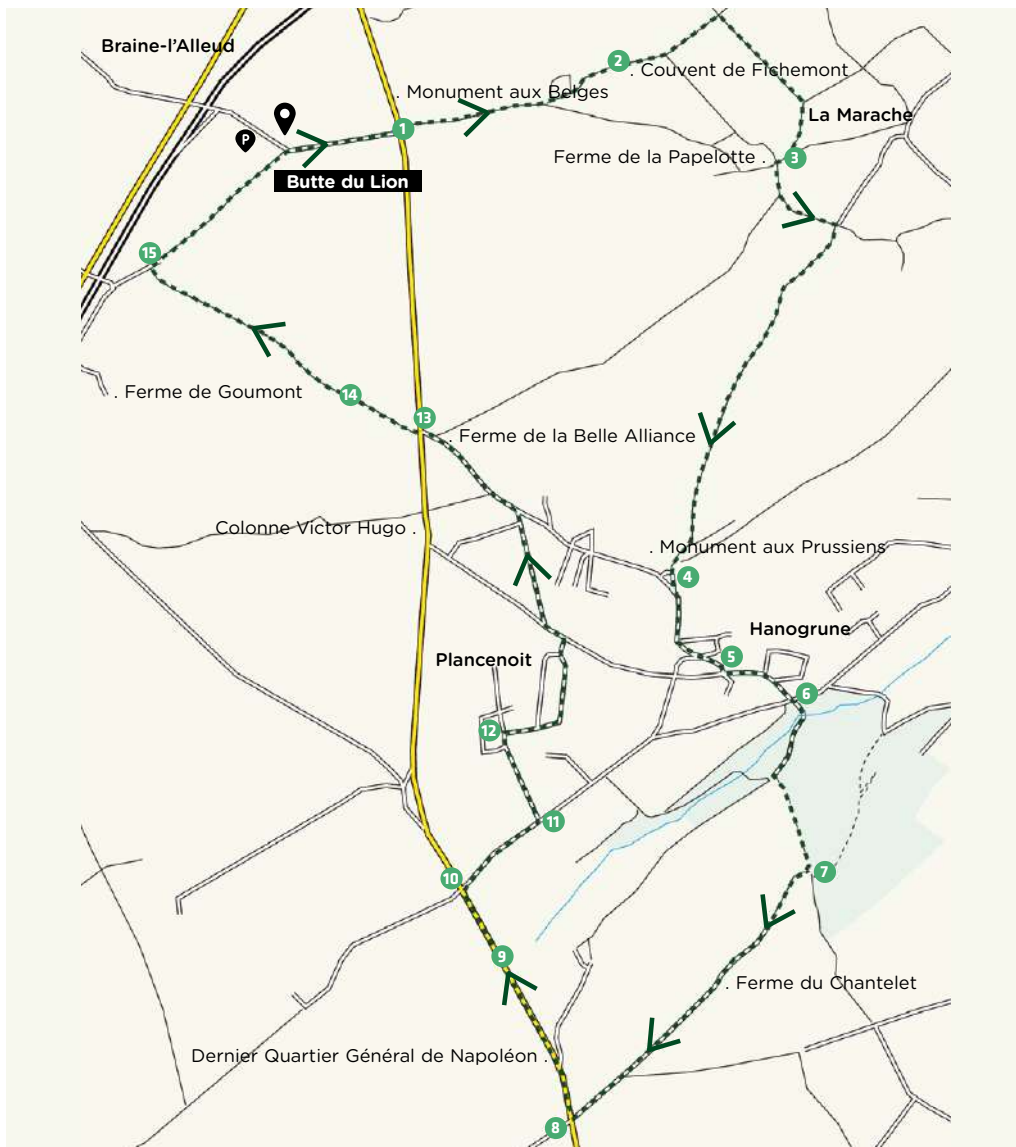 Braine-l'Alleud
2
. Couvent de Fichemont
. Monument aux Belges
La Marache
1
P
Ferme de la Papelotte .
3
Butte du Lion
15
. Ferme de Goumont
14
13
. Ferme de la Belle Alliance
Colonne Victor Hugo .
. Monument aux Prussiens
4
Hanogrune
Plancenoit
5
6
12
11
7
10
9
. Ferme du Chantelet
Dernier Quartier Général de Napoléon .
8